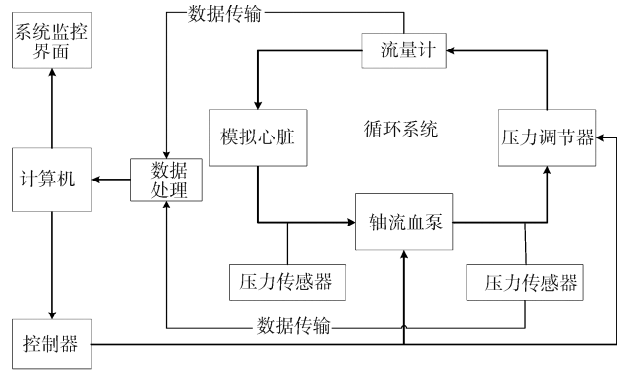 数据传输
系统监控
界面
流量计
模拟心脏
循环系统
压力调节器
计算机
数据
处理
轴流血泵
压力传感器
压力传感器
数据传输
控制器